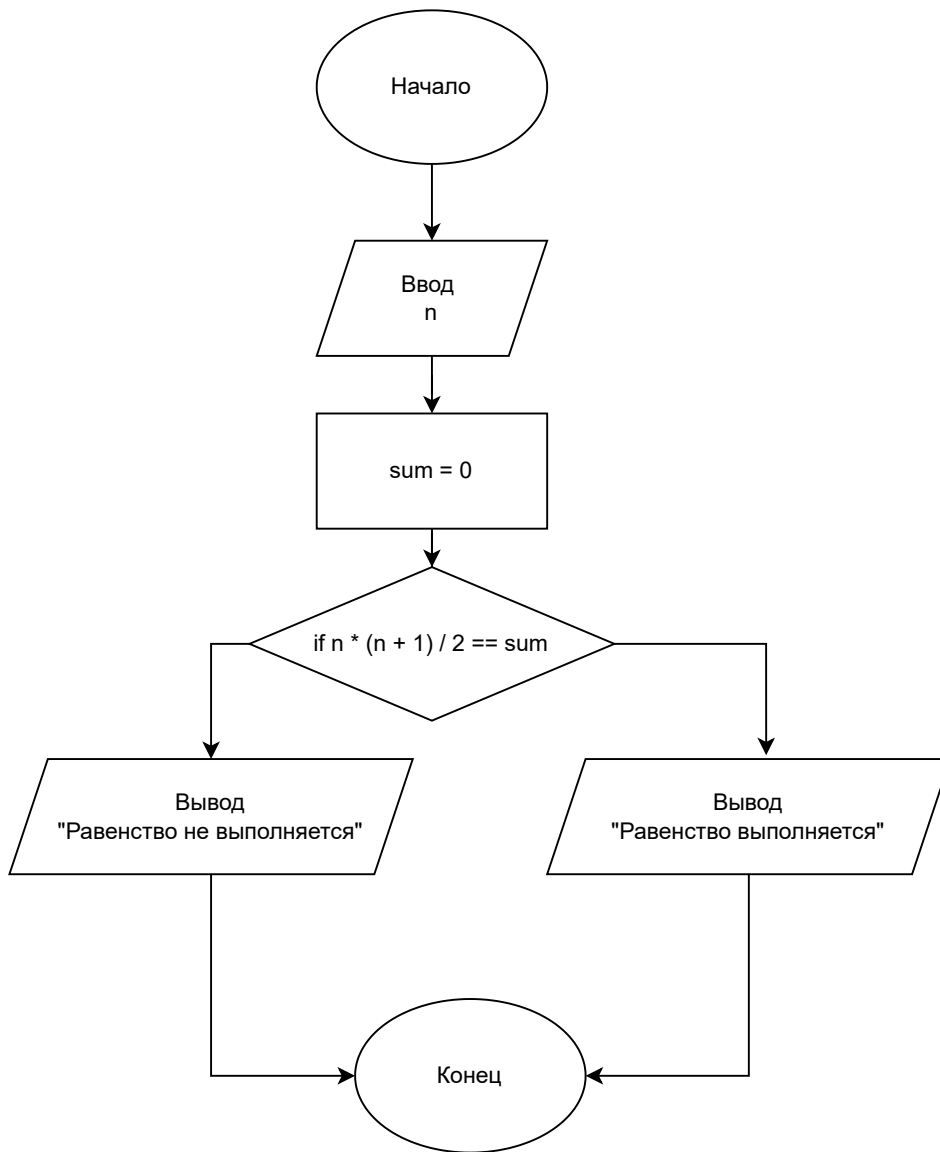 Начало
Ввод
n
sum = 0
if n * (n + 1) / 2 == sum
Вывод
"Равенство не выполняется"
Вывод
"Равенство выполняется"
Конец